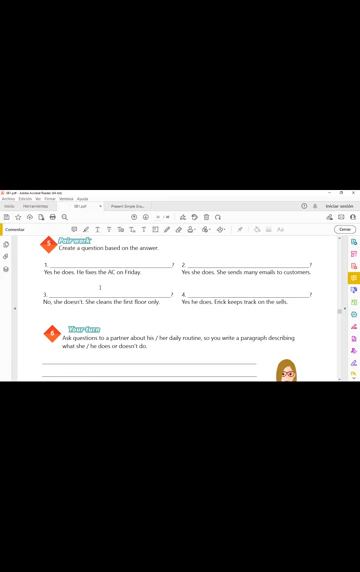 SB1.pdf - Adobe Acrobat Reader (64-bit)
Archivo Edición Ver Firmar Ventana Ayuda
Inicio Herramientas SB1.pdf × Present Simple Exe... Iniciar sesión
Comentar Cerrar
5 Pair work
Create a question based on the answer.
1. ? 2. ?
Yes he does. He fixes the AC on Friday. Yes she does. She sends many emails to customers.
3. ? 4. ?
No, she doesn't. She cleans the first floor only. Yes he does. Erick keeps track on the sells.
6 Your turn
Ask questions to a partner about his / her daily routine, so you write a paragraph describing
what she / he does or doesn't do.